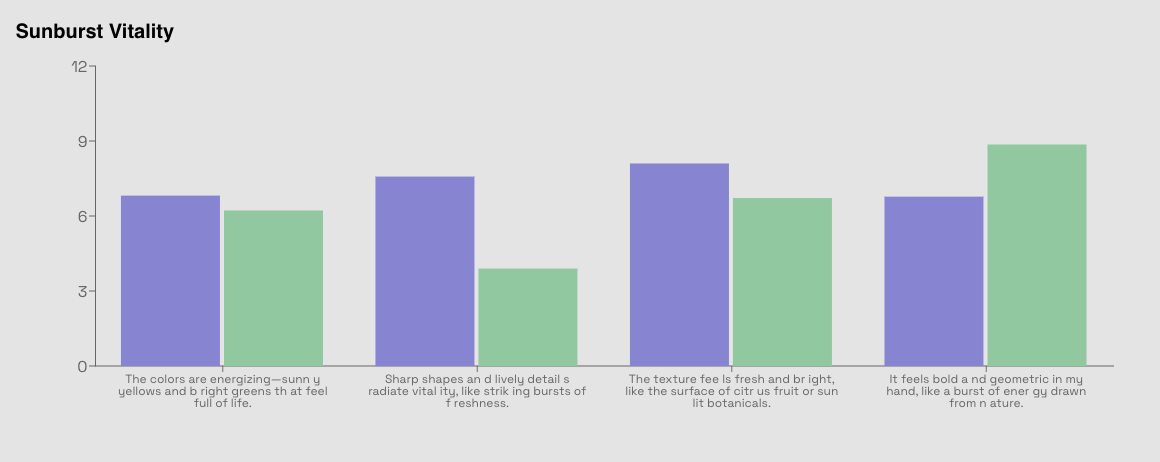 Sunburst Vitality
12
9
6
3
0
The colors are energizing—sunn y
yellows and b right greens th at feel
full of life.
Sharp shapes an d lively detail s
radiate vital ity, like strik ing bursts of
f reshness.
The texture fee ls fresh and br ight,
like the surface of citr us fruit or sun
lit botanicals.
It feels bold a nd geometric in my
hand, like a burst of ener gy drawn
from n ature.